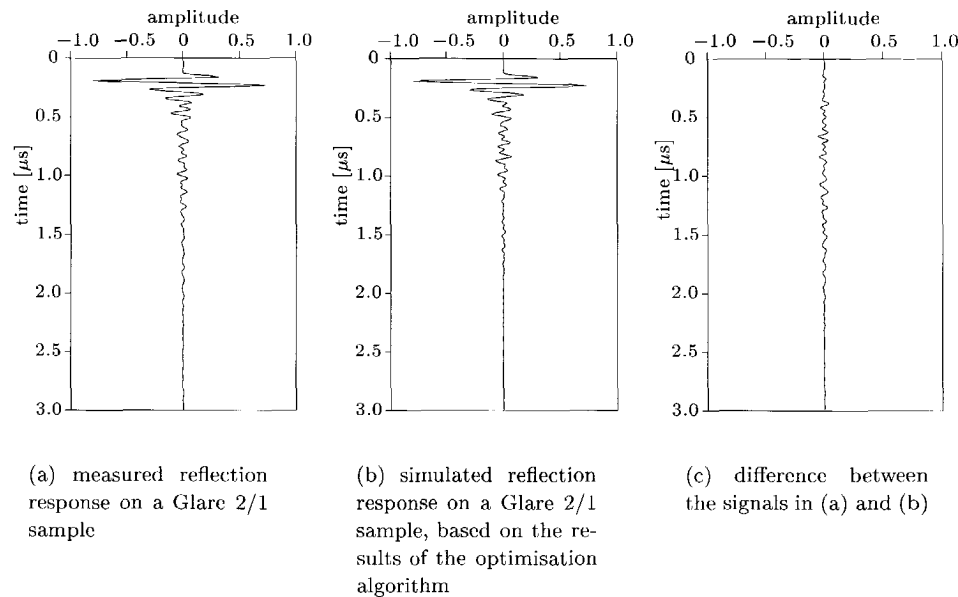 amplitude
−1.0 −0.5 0 0.5 1.0
0
0.5
1.0
1.5
2.0
2.5
3.0
time [μs]
amplitude
−1.0 −0.5 0 0.5 1.0
0
0.5
1.0
1.5
2.0
2.5
3.0
time [μs]
amplitude
−1.0 −0.5 0 0.5 1.0
0
0.5
1.0
1.5
2.0
2.5
3.0
time [μs]
(a) measured reflection
response on a Glare 2/1
sample
(b) simulated reflection
response on a Glare 2/1
sample, based on the re-
sults of the optimisation
algorithm
(c) difference between
the signals in (a) and (b)